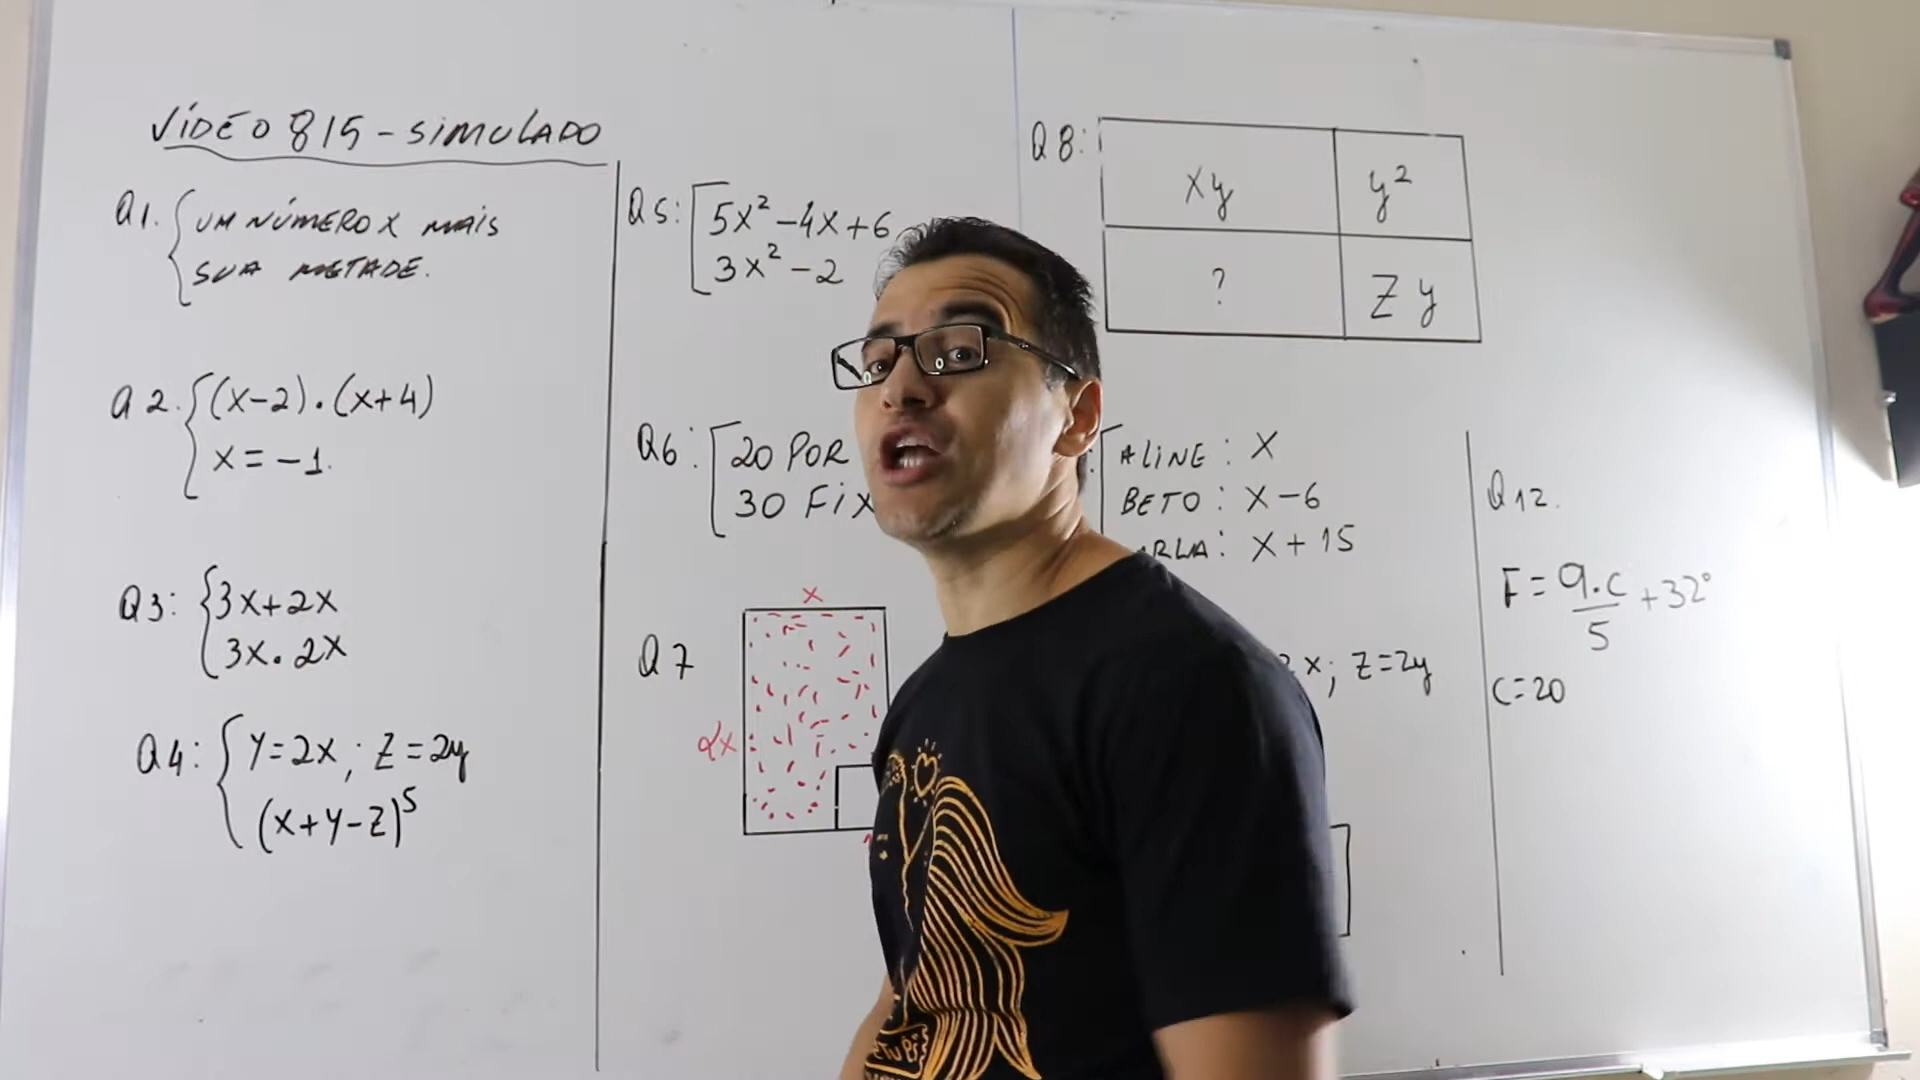 VÍDEO 815 - SIMULADO
Q1. UM NÚMERO X MAIS
SUA METADE.
Q2. (x-2).(x+4)
x=-1.
Q3: 3x+2x
3x.2x
Q4: Y=2x; Z=2y
(x+y-z)⁵
Q5: 5x²-4x+6
3x²-2
Q6: 20 POR
30 FIX
Q7
x
2x
Q8:
xy y²
? Zy
ALINE: X
BETO: X-6
ARLA: X+15
x; Z=2y
Q12.
F = 9.C/5 +32°
C=20